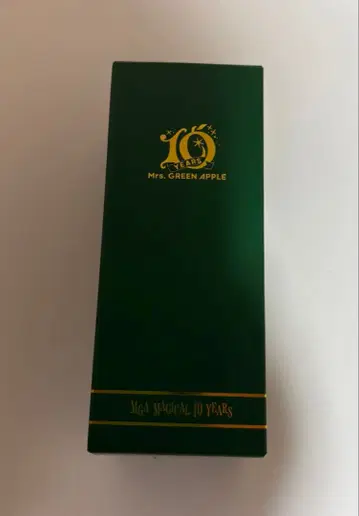 10
YEARS
Mrs. GREEN APPLE
MGA MAGICAL 10 YEARS